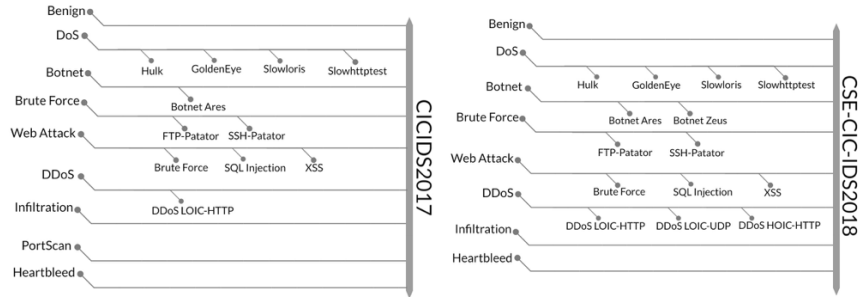 Benign
DoS
Hulk GoldenEye Slowloris Slowhttptest
Botnet
Botnet Ares
Brute Force
FTP-Patator SSH-Patator
Web Attack
Brute Force SQL Injection XSS
DDoS
DDoS LOIC-HTTP
Infiltration
PortScan
Heartbleed
CICIDS2017
Benign
DoS
Hulk GoldenEye Slowloris Slowhttptest
Botnet
Botnet Ares Botnet Zeus
Brute Force
FTP-Patator SSH-Patator
Web Attack
Brute Force SQL Injection XSS
DDoS
DDoS LOIC-HTTP DDoS LOIC-UDP DDoS HOIC-HTTP
Infiltration
Heartbleed
CSE-CIC-IDS2018